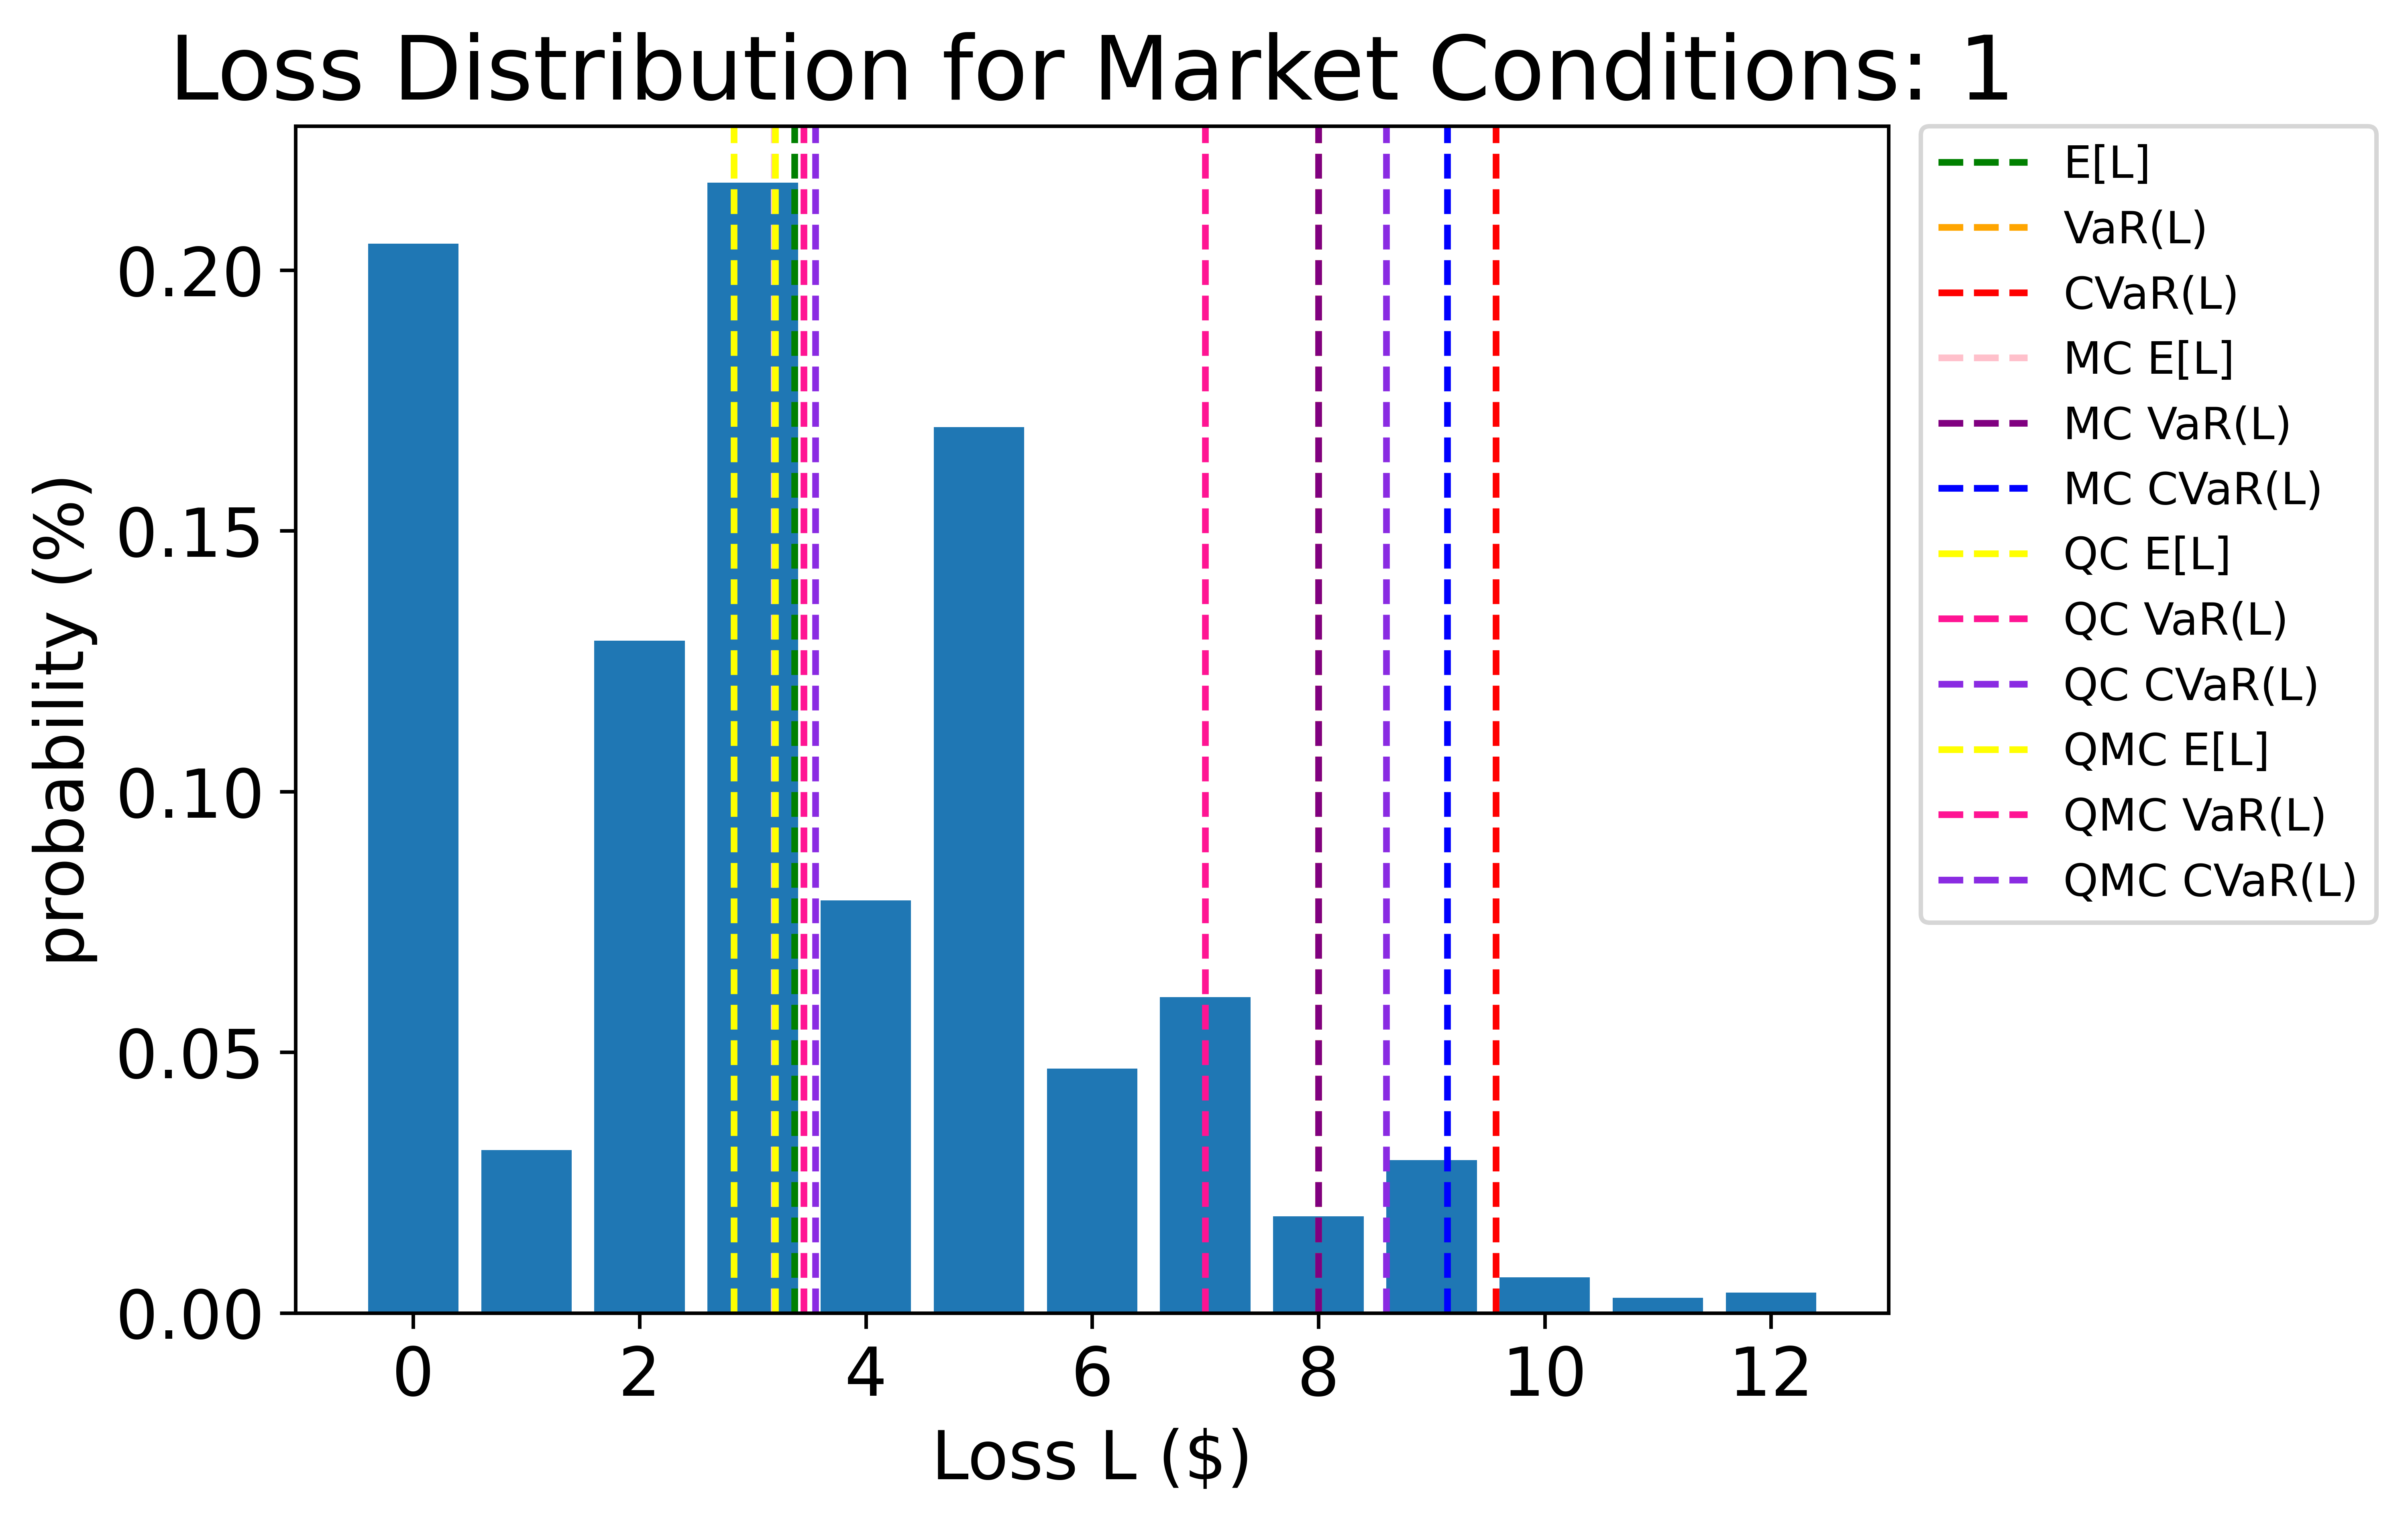 Loss Distribution for Market Conditions: 1
probability (%)
0.20
0.15
0.10
0.05
0.00
0 2 4 6 8 10 12
Loss L ($)
E[L]
VaR(L)
CVaR(L)
MC E[L]
MC VaR(L)
MC CVaR(L)
QC E[L]
QC VaR(L)
QC CVaR(L)
QMC E[L]
QMC VaR(L)
QMC CVaR(L)